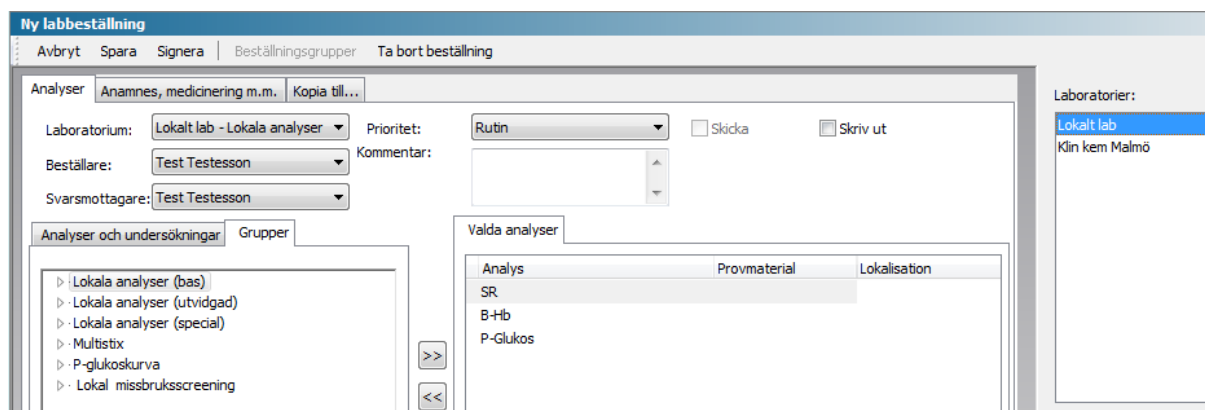 Ny labbeställning
Avbryt Spara Signera Beställningsgrupper Ta bort beställning
Analyser Anamnes, medicinering m.m. Kopia till...
Laboratorium: Lokalt lab - Lokala analyser Prioritet: Rutin Skicka Skriv ut
Beställare: Test Testesson Kommentar:
Svarsmottagare: Test Testesson
Analyser och undersökningar Grupper
Lokala analyser (bas)
Lokala analyser (utvidgad)
Lokala analyser (special)
Multistix
P-glukoskurva
Lokal missbruksscreening
>>
<<
Valda analyser
Analys Provmaterial Lokalisation
SR
B-Hb
P-Glukos
Laboratorier:
Lokalt lab
Klin kem Malmö